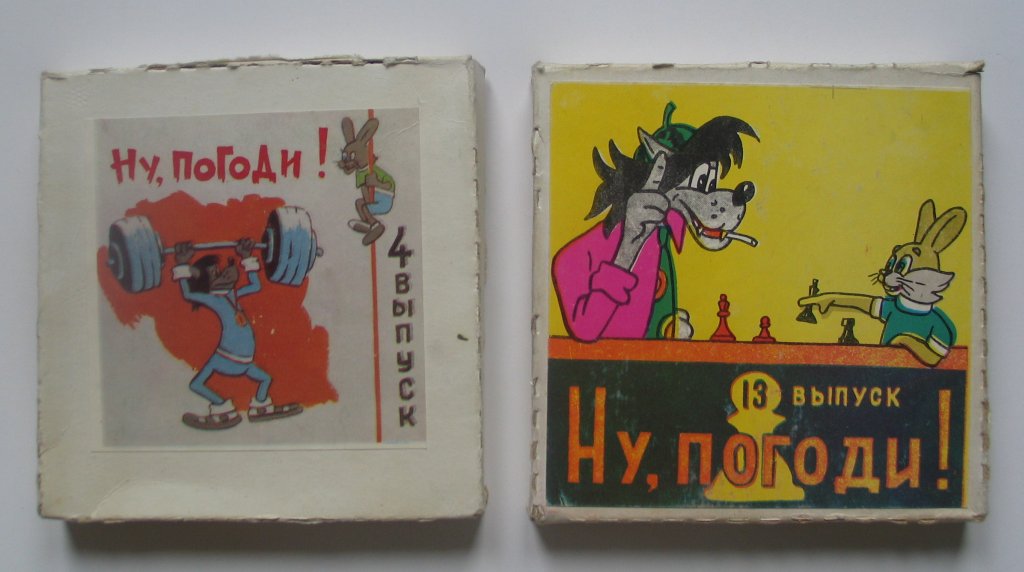 Ну, погоди!
4 выпуск
13 выпуск
Ну, погоди!